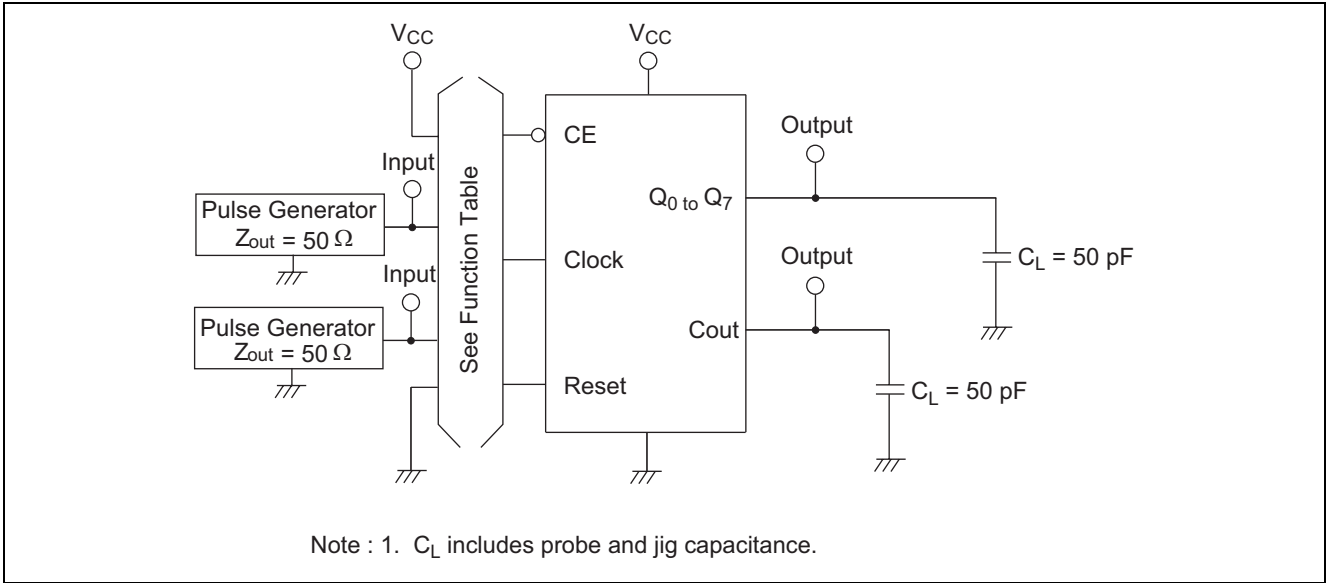 VCC
VCC
Output
CE
Input
Pulse Generator
Zout = 50 Ω
See Function Table
Q0 to Q7
CL = 50 pF
Input
Clock
Output
Pulse Generator
Zout = 50 Ω
Cout
Reset
CL = 50 pF
Note : 1. CL includes probe and jig capacitance.